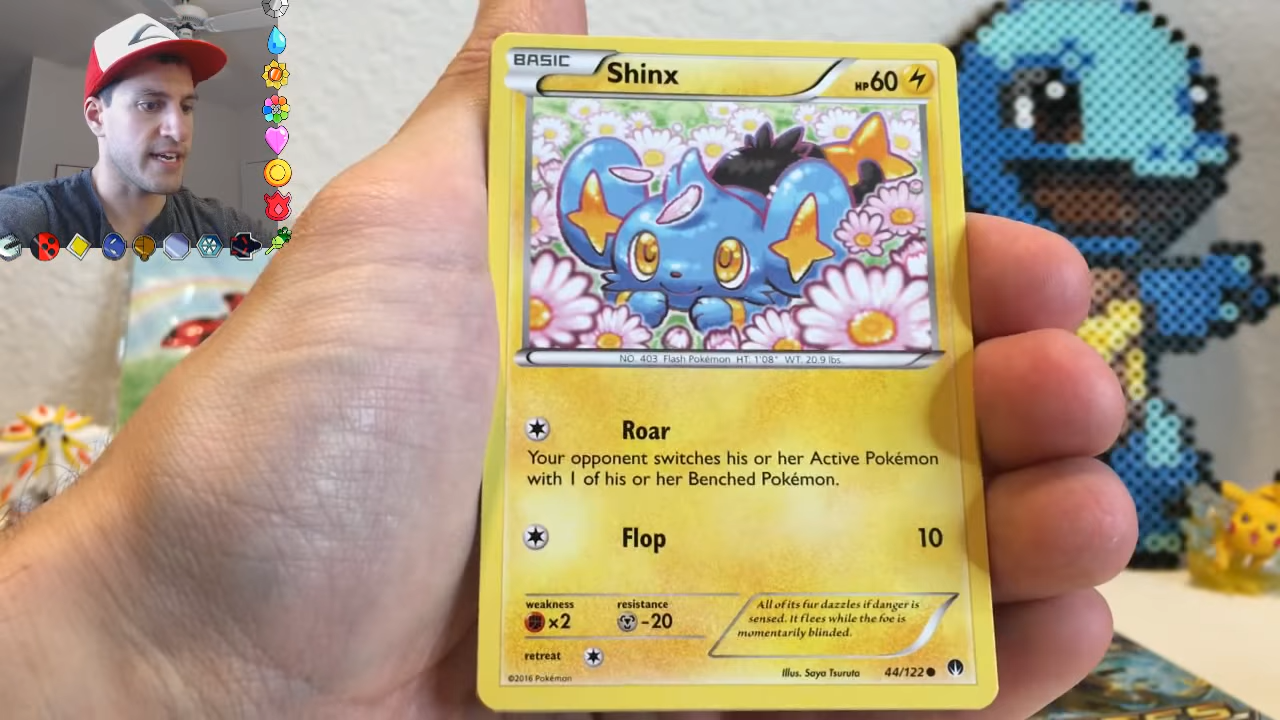 BASIC
Shinx
HP60
NO. 403 Flash Pokémon HT: 1'08" WT: 20.9 lbs.
Roar
Your opponent switches his or her Active Pokémon
with 1 of his or her Benched Pokémon.
Flop 10
weakness resistance
×2 -20
All of its fur dazzles if danger is
sensed. It flees while the foe is
momentarily blinded.
retreat
Illus. Saya Tsuruta 44/122
©2016 Pokémon